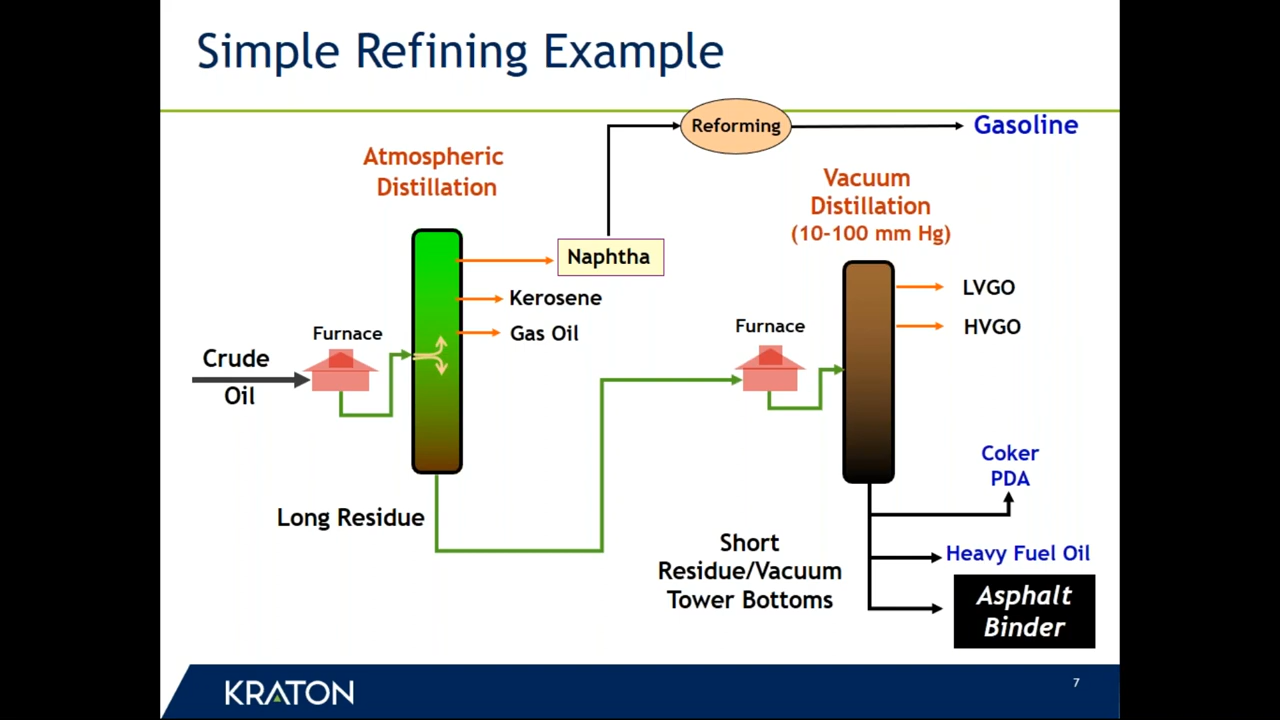 Simple Refining Example
Reforming
Gasoline
Atmospheric
Distillation
Vacuum
Distillation
(10-100 mm Hg)
Naphtha
Kerosene
Gas Oil
LVGO
HVGO
Furnace
Furnace
Crude
Oil
Coker
PDA
Long Residue
Short
Residue/Vacuum
Tower Bottoms
Heavy Fuel Oil
Asphalt
Binder
KRATON
7